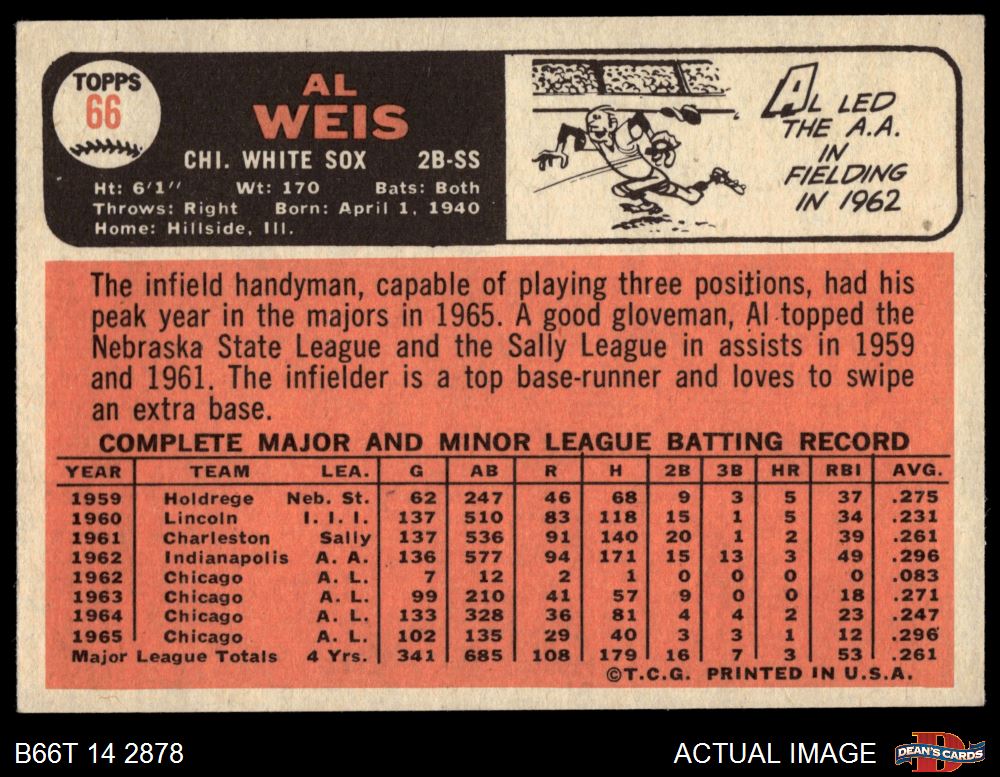 TOPPS
66
AL
WEIS
CHI. WHITE SOX 2B-SS
Ht: 6'1" Wt: 170 Bats: Both
Throws: Right Born: April 1, 1940
Home: Hillside, Ill.
AL LED
THE A.A.
IN
FIELDING
IN 1962
The infield handyman, capable of playing three positions, had his
peak year in the majors in 1965. A good gloveman, Al topped the
Nebraska State League and the Sally League in assists in 1959
and 1961. The infielder is a top base-runner and loves to swipe
an extra base.
COMPLETE MAJOR AND MINOR LEAGUE BATTING RECORD
YEAR TEAM LEA. G AB R H 2B 3B HR RBI AVG.
1959 Holdrege Neb. St. 62 247 46 68 9 3 5 37 .275
1960 Lincoln I. I. I. 137 510 83 118 15 1 5 34 .231
1961 Charleston Sally 137 536 91 140 20 1 2 39 .261
1962 Indianapolis A. A. 136 577 94 171 15 13 3 49 .296
1962 Chicago A. L. 7 12 2 1 0 0 0 0 .083
1963 Chicago A. L. 99 210 41 57 9 0 0 18 .271
1964 Chicago A. L. 133 328 36 81 4 4 2 23 .247
1965 Chicago A. L. 102 135 29 40 3 3 1 12 .296
Major League Totals 4 Yrs. 341 685 108 179 16 7 3 53 .261
©T.C.G. PRINTED IN U.S.A.
B66T 14 2878 ACTUAL IMAGE DEAN'S CARDS